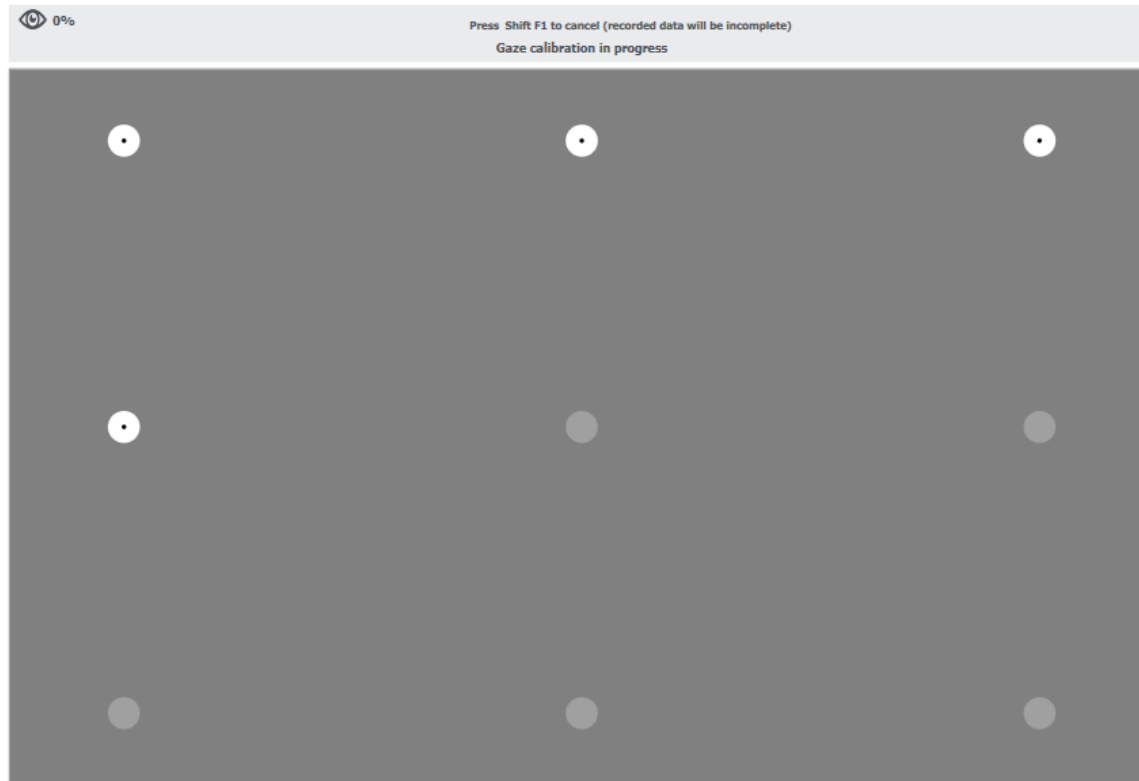 0%
Press Shift F1 to cancel (recorded data will be incomplete)
Gaze calibration in progress